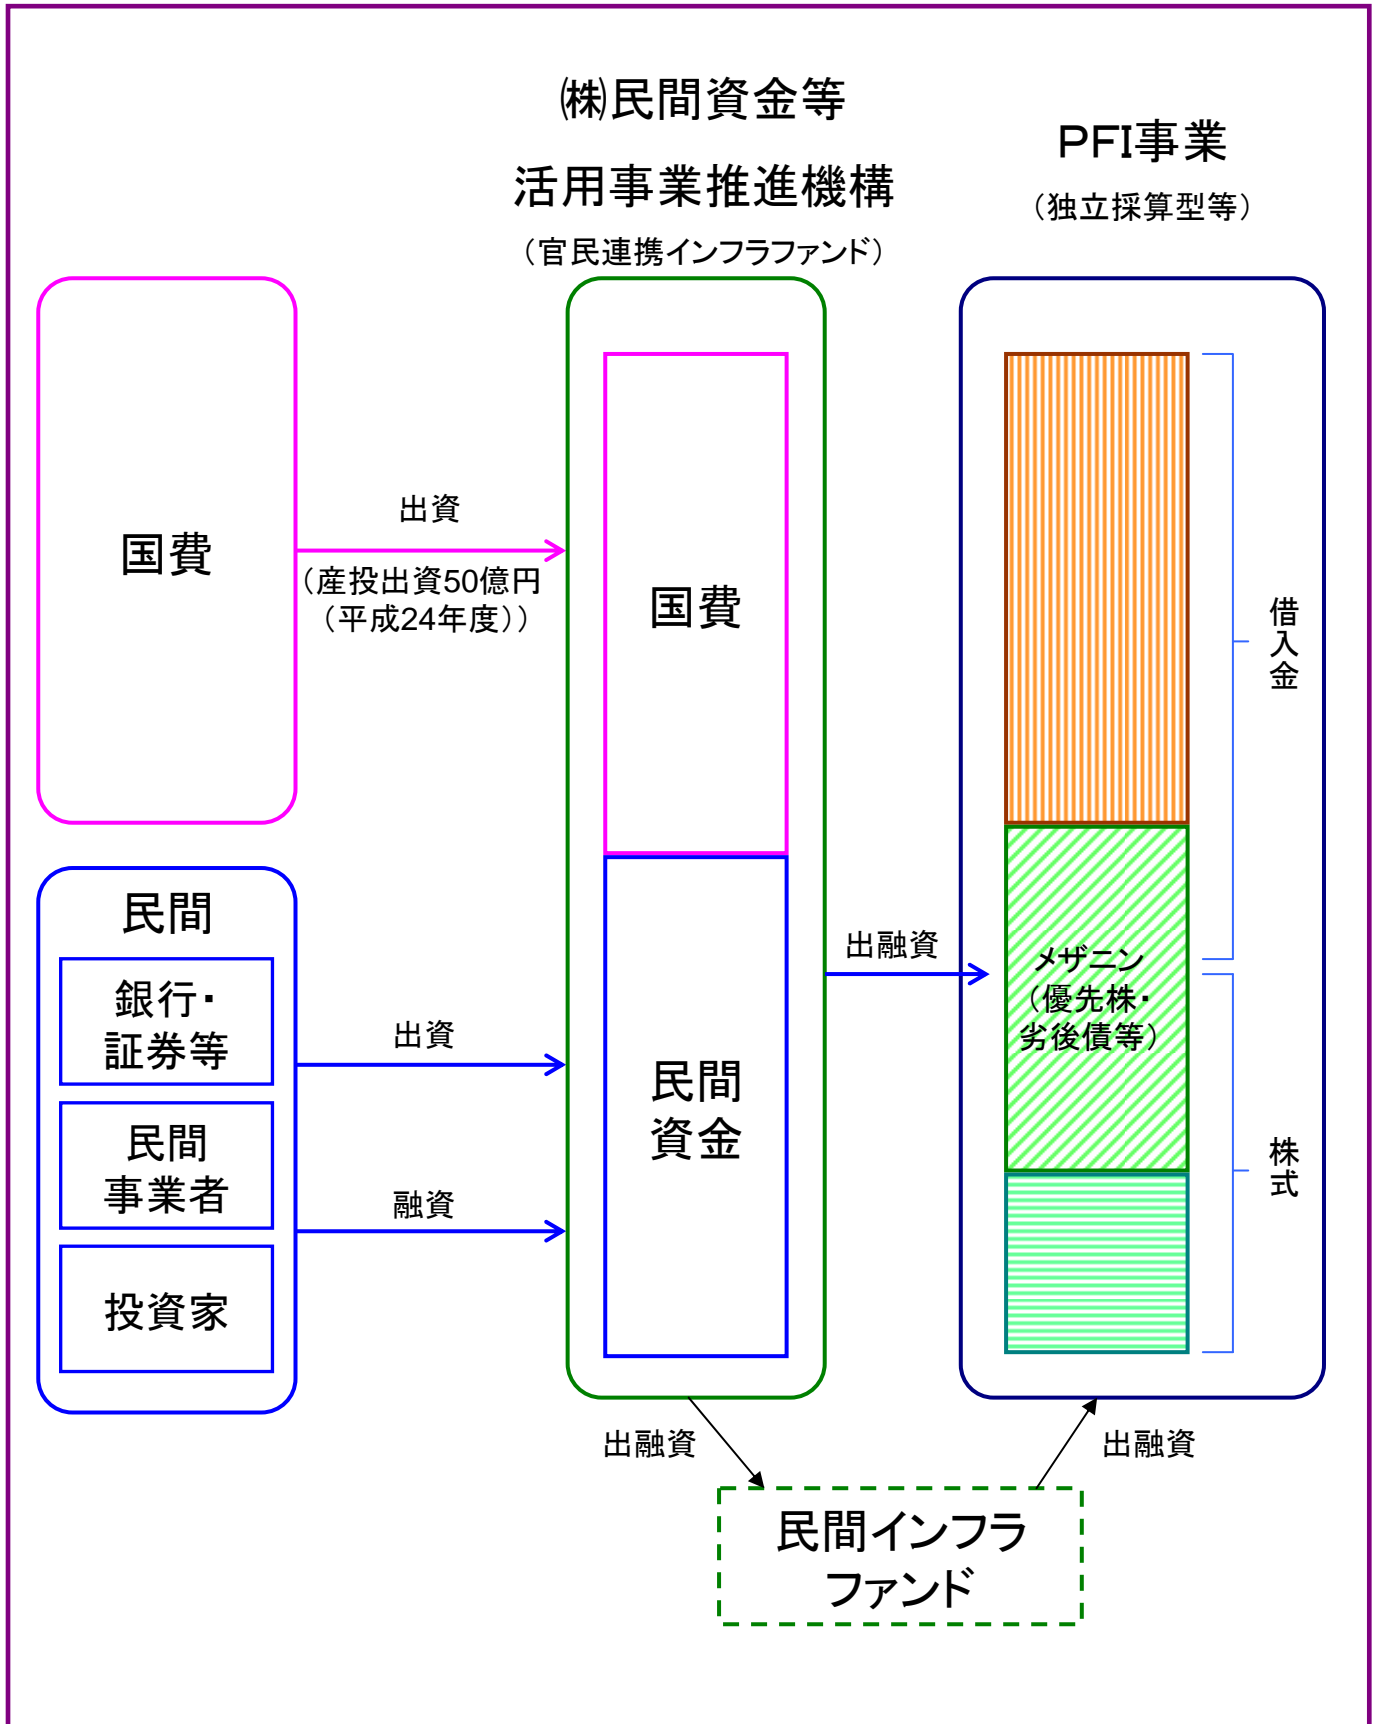 ㈱民間資金等
活用事業推進機構
（官民連携インフラファンド）
PFI事業
（独立採算型等）
国費
出資
（産投出資50億円
（平成24年度））
民間
銀行・
証券等
民間
事業者
投資家
出資
融資
国費
民間
資金
出融資
メザニン
（優先株・
劣後債等）
借入金
株式
出融資
出融資
民間インフラ
ファンド